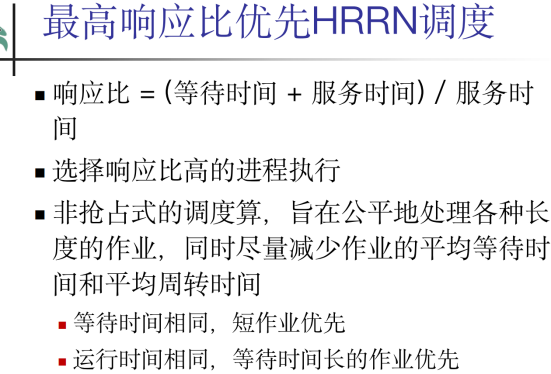 最高响应比优先HRRN调度
响应比 = (等待时间 + 服务时间) / 服务时
间
选择响应比高的进程执行
非抢占式的调度算，旨在公平地处理各种长
度的作业，同时尽量减少作业的平均等待时
间和平均周转时间
等待时间相同，短作业优先
运行时间相同，等待时间长的作业优先